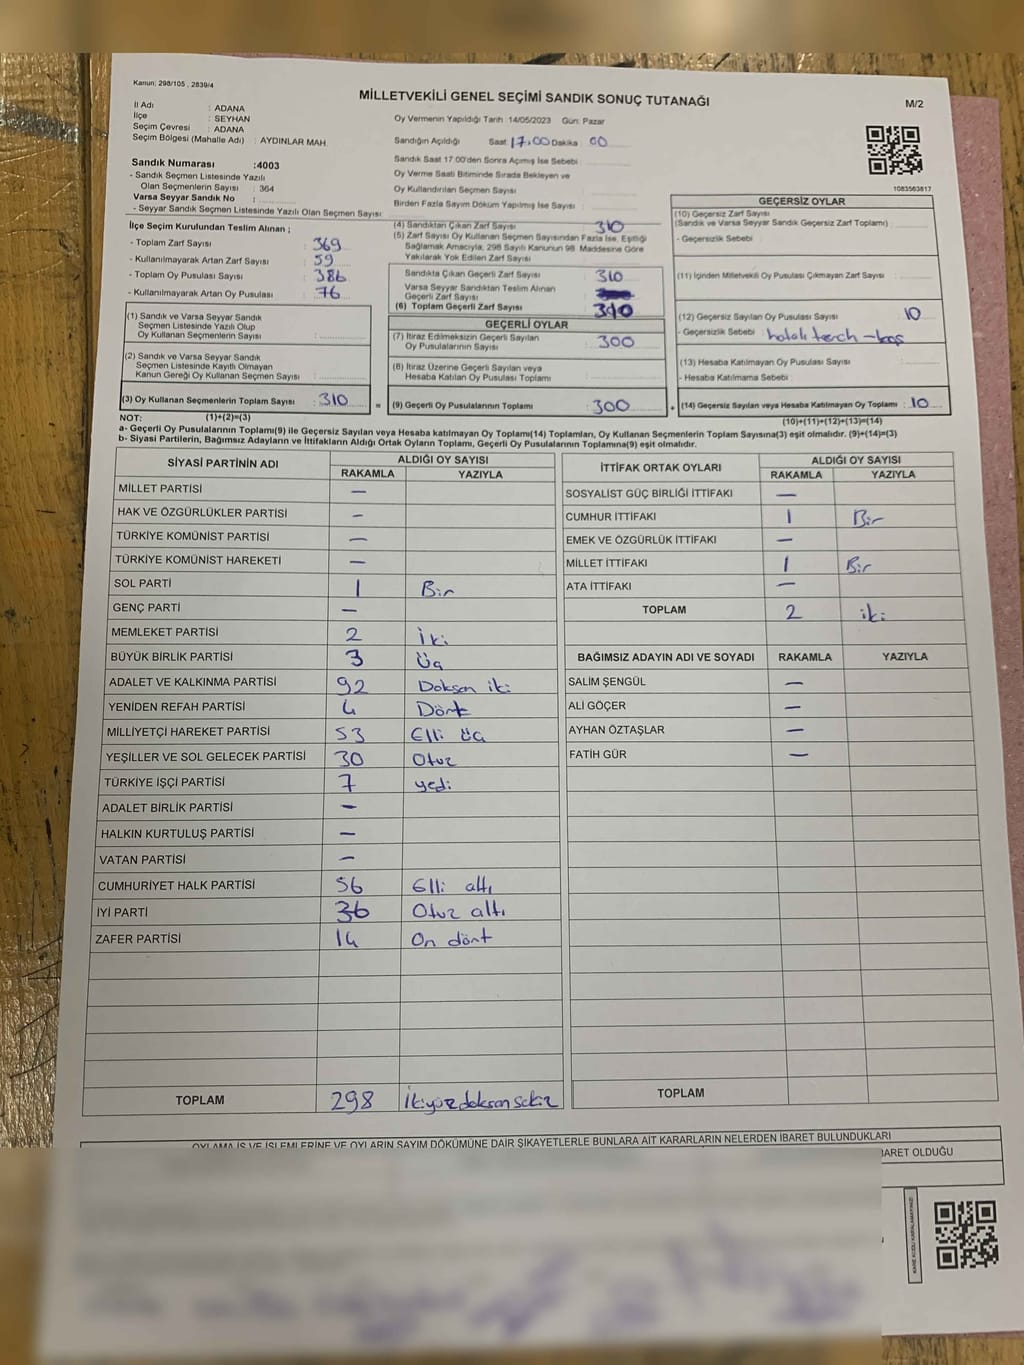 Kanun: 298/105 , 2839/4
MİLLETVEKİLİ GENEL SEÇİMİ SANDIK SONUÇ TUTANAĞI
M/2
İl Adı : ADANA
İlçe : SEYHAN
Seçim Çevresi : ADANA
Seçim Bölgesi (Mahalle Adı) : AYDINLAR MAH.
Sandık Numarası :4003
- Sandık Seçmen Listesinde Yazılı
Olan Seçmenlerin Sayısı : 364
Varsa Seyyar Sandık No :
- Seyyar Sandık Seçmen Listesinde Yazılı Olan Seçmen Sayısı
Oy Vermenin Yapıldığı Tarih :14/05/2023 Gün: Pazar
Sandığın Açıldığı Saat 17,00 Dakika 00
Sandık Saat 17:00'den Sonra Açılmış İse Sebebi
Oy Verme Saati Bitiminde Sırada Bekleyen ve
Oy Kullandırılan Seçmen Sayısı
Birden Fazla Sayım Döküm Yapılmış İse Sayısı
1083563817
İlçe Seçim Kurulundan Teslim Alınan ;
- Toplam Zarf Sayısı : 369
- Kullanılmayarak Artan Zarf Sayısı : 59
- Toplam Oy Pusulası Sayısı : 386
- Kullanılmayarak Artan Oy Pusulası : 76
(1) Sandık ve Varsa Seyyar Sandık
Seçmen Listesinde Yazılı Olup
Oy Kullanan Seçmenlerin Sayısı :
(2) Sandık ve Varsa Seyyar Sandık
Seçmen Listesinde Kayıtlı Olmayan
Kanun Gereği Oy Kullanan Seçmen Sayısı :
(3) Oy Kullanan Seçmenlerin Toplam Sayısı : 310
(4) Sandıktan Çıkan Zarf Sayısı : 310
(5) Zarf Sayısı Oy Kullanan Seçmen Sayısından Fazla İse, Eşitliği
Sağlamak Amacıyla, 298 Sayılı Kanunun 98. Maddesine Göre
Yakılarak Yok Edilen Zarf Sayısı
Sandıkta Çıkan Geçerli Zarf Sayısı : 310
Varsa Seyyar Sandıktan Teslim Alınan
Geçerli Zarf Sayısı
(6) Toplam Geçerli Zarf Sayısı : 310
GEÇERLİ OYLAR
(7) İtiraz Edilmeksizin Geçerli Sayılan
Oy Pusulalarının Sayısı : 300
(8) İtiraz Üzerine Geçerli Sayılan veya
Hesaba Katılan Oy Pusulası Toplamı
(9) Geçerli Oy Pusulalarının Toplamı : 300
GEÇERSİZ OYLAR
(10) Geçersiz Zarf Sayısı
(Sandık ve Varsa Seyyar Sandık Geçersiz Zarf Toplamı)
- Geçersizlik Sebebi
(11) İçinden Milletvekili Oy Pusulası Çıkmayan Zarf Sayısı
(12) Geçersiz Sayılan Oy Pusulası Sayısı : 10
- Geçersizlik Sebebi : hatalı terch - boş
(13) Hesaba Katılmayan Oy Pusulası Sayısı
- Hesaba Katılmama Sebebi :
(14) Geçersiz Sayılan veya Hesaba Katılmayan Oy Toplamı : 10
NOT: (1)+(2)=(3)
(10)+(11)+(12)+(13)=(14)
a- Geçerli Oy Pusulalarının Toplamı(9) ile Geçersiz Sayılan veya Hesaba Katılmayan Oy Toplamı(14) Toplamları, Oy Kullanan Seçmenlerin Toplam Sayısına(3) eşit olmalıdır. (9)+(14)=(3)
b- Siyasi Partilerin, Bağımsız Adayların ve İttifakların Aldığı Ortak Oyların Toplamı, Geçerli Oy Pusulalarının Toplamına(9) eşit olmalıdır.
SİYASİ PARTİNİN ADI ALDIĞI OY SAYISI
RAKAMLA YAZIYLA
MİLLET PARTİSİ —
HAK VE ÖZGÜRLÜKLER PARTİSİ —
TÜRKİYE KOMÜNİST PARTİSİ —
TÜRKİYE KOMÜNİST HAREKETİ —
SOL PARTİ 1 Bir
GENÇ PARTİ —
MEMLEKET PARTİSİ 2 İki
BÜYÜK BİRLİK PARTİSİ 3 Üç
ADALET VE KALKINMA PARTİSİ 92 Doksan iki
YENİDEN REFAH PARTİSİ 4 Dört
MİLLİYETÇİ HAREKET PARTİSİ 53 Elli üç
YEŞİLLER VE SOL GELECEK PARTİSİ 30 Otuz
TÜRKİYE İŞÇİ PARTİSİ 7 yedi
ADALET BİRLİK PARTİSİ —
HALKIN KURTULUŞ PARTİSİ —
VATAN PARTİSİ —
CUMHURİYET HALK PARTİSİ 56 Elli altı
İYİ PARTİ 36 Otuz altı
ZAFER PARTİSİ 14 On dört
TOPLAM 298 İkiyüzdoksansekiz
İTTİFAK ORTAK OYLARI ALDIĞI OY SAYISI
RAKAMLA YAZIYLA
SOSYALİST GÜÇ BİRLİĞİ İTTİFAKI —
CUMHUR İTTİFAKI 1 Bir
EMEK VE ÖZGÜRLÜK İTTİFAKI —
MİLLET İTTİFAKI 1 Bir
ATA İTTİFAKI —
TOPLAM 2 iki
BAĞIMSIZ ADAYIN ADI VE SOYADI RAKAMLA YAZIYLA
SALİM ŞENGÜL —
ALİ GÖÇER —
AYHAN ÖZTAŞLAR —
FATİH GÜR —
TOPLAM
OYLAMA İŞ VE İŞLEMLERİNE VE OYLARIN SAYIM DÖKÜMÜNE DAİR ŞİKAYETLERLE BUNLARA AİT KARARLARIN NELERDEN İBARET BULUNDUKLARI
İBARET OLDUĞU
KARE KODU KARALAMAYINIZ!